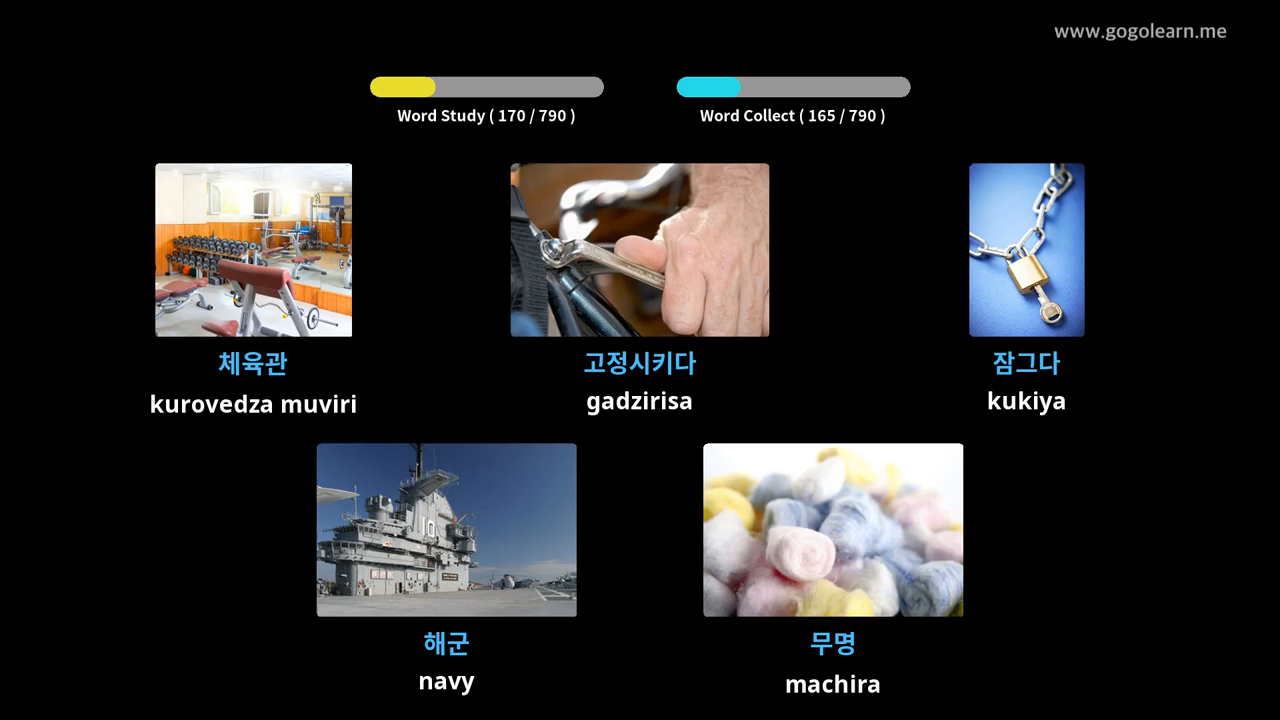 www.gogolearn.me
Word Study ( 170 / 790 )
Word Collect ( 165 / 790 )
체육관
kurovedza muviri
고정시키다
gadzirisa
잠그다
kukiya
10
해군
navy
무명
machira